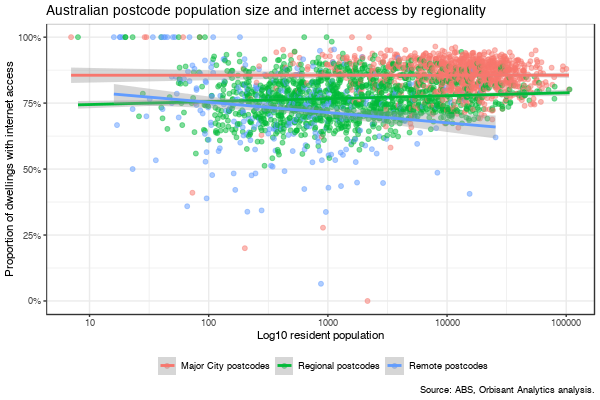 Australian postcode population size and internet access by regionality
Proportion of dwellings with internet access
100%
75%
50%
25%
0%
10
100
1000
10000
100000
Log10 resident population
Major City postcodes
Regional postcodes
Remote postcodes
Source: ABS, Orbisant Analytics analysis.